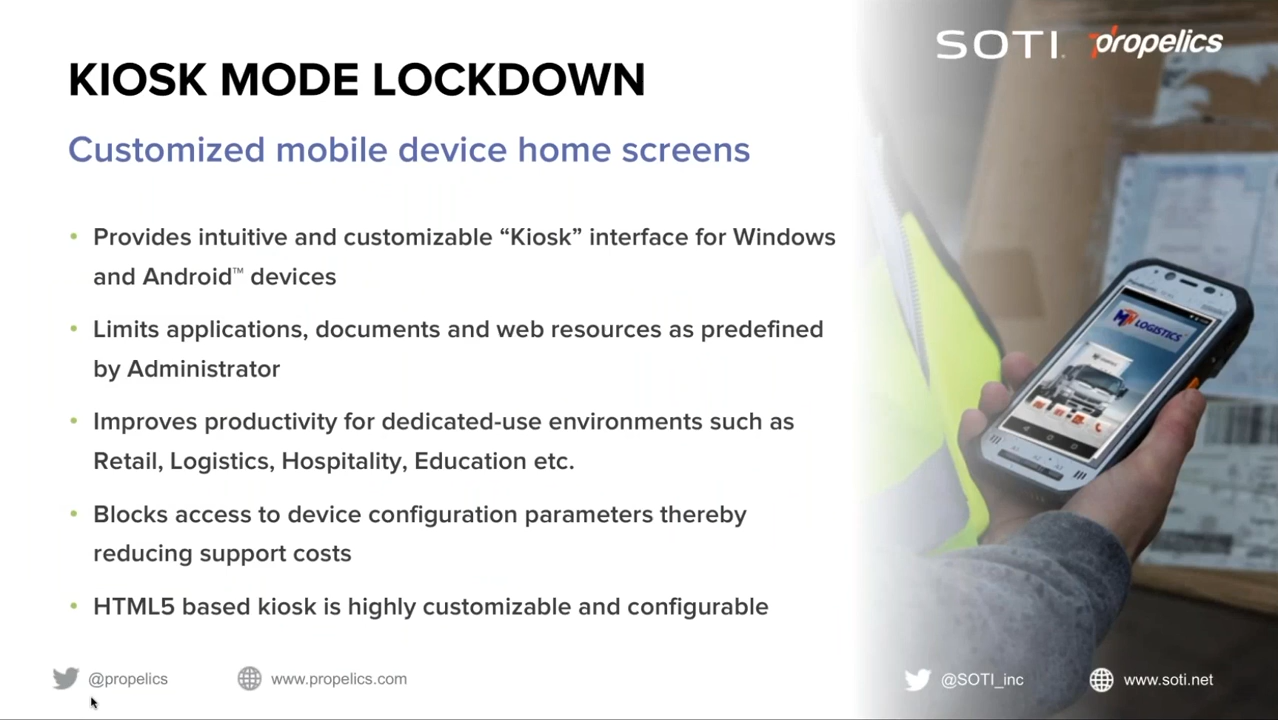 SOTI propelics
KIOSK MODE LOCKDOWN
Customized mobile device home screens
• Provides intuitive and customizable “Kiosk” interface for Windows
and Android™ devices
• Limits applications, documents and web resources as predefined
by Administrator
• Improves productivity for dedicated-use environments such as
Retail, Logistics, Hospitality, Education etc.
• Blocks access to device configuration parameters thereby
reducing support costs
• HTML5 based kiosk is highly customizable and configurable
LOGISTICS
@propelics www.propelics.com @SOTI_inc www.soti.net